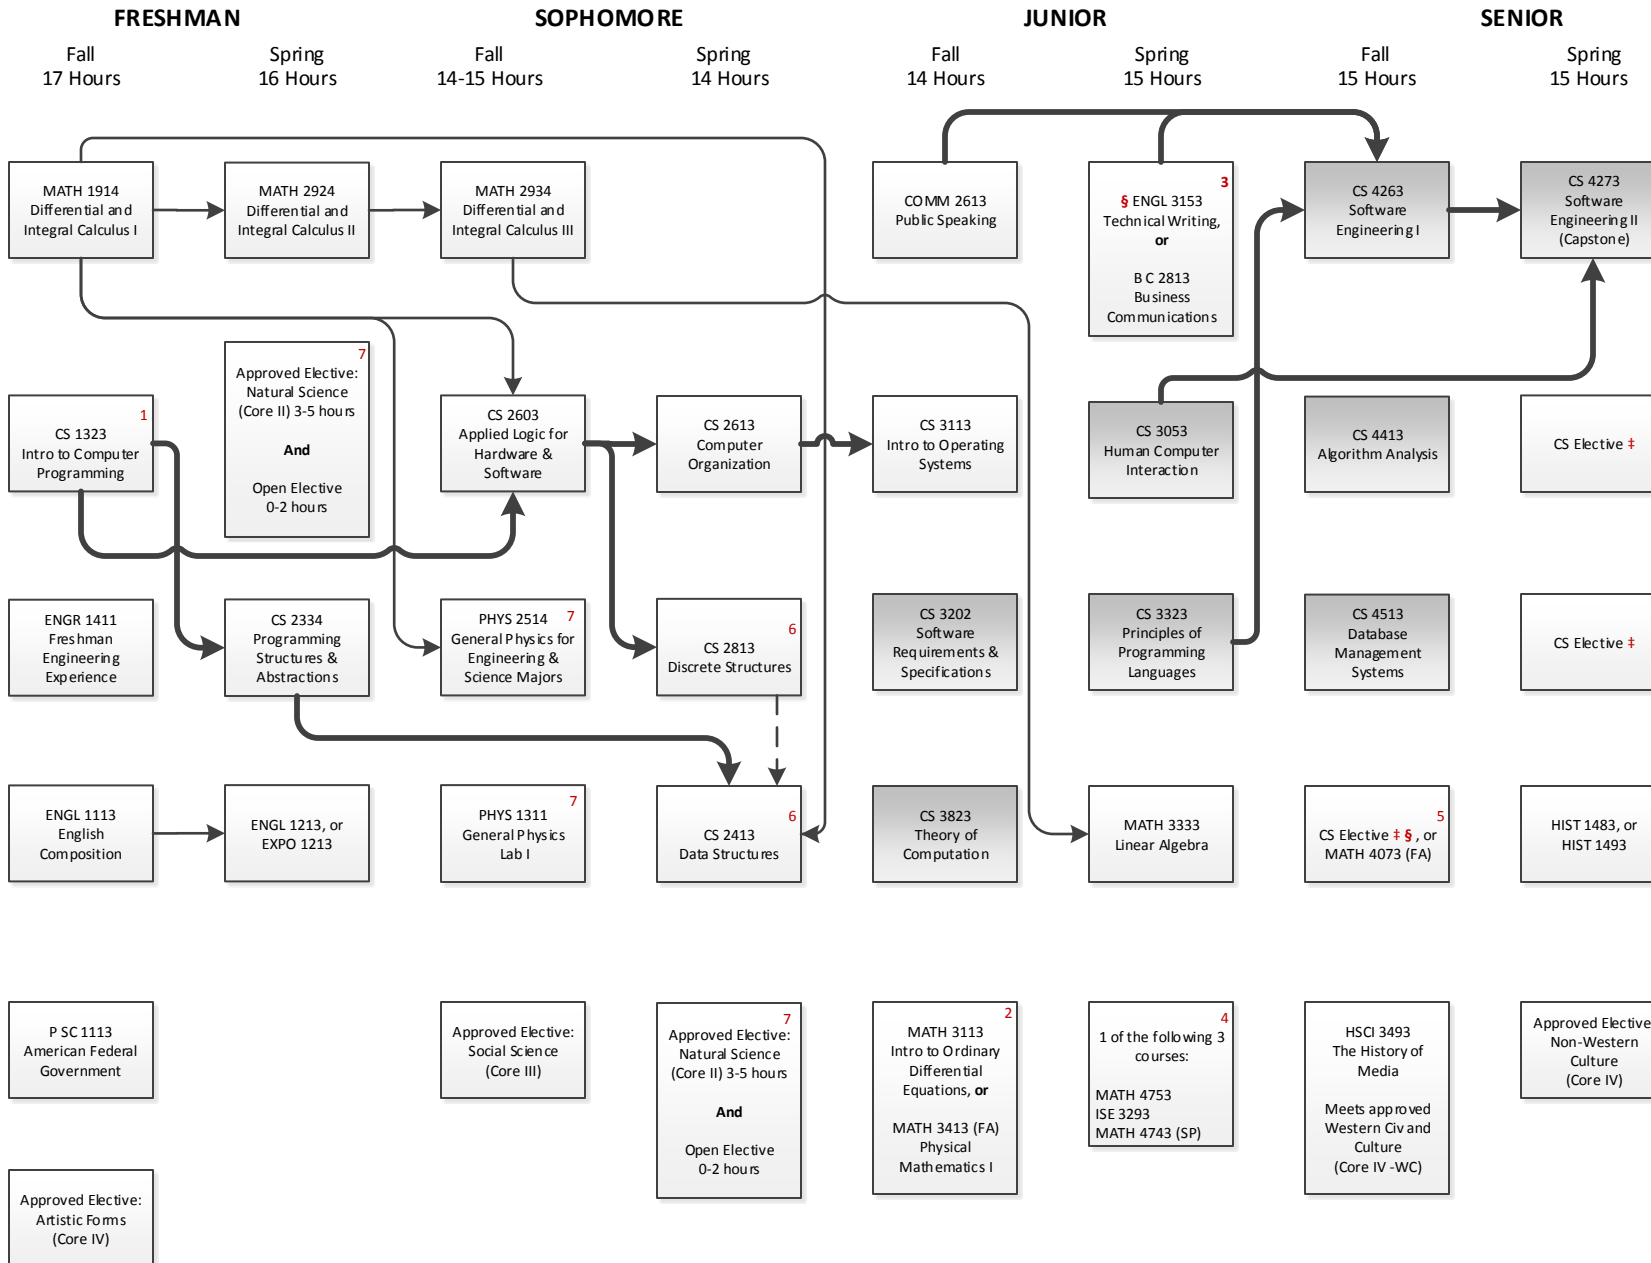 FRESHMAN
SOPHOMORE
JUNIOR
SENIOR
Fall
17 Hours
Spring
16 Hours
Fall
14-15 Hours
Spring
14 Hours
Fall
14 Hours
Spring
15 Hours
Fall
15 Hours
Spring
15 Hours
MATH 1914
Differential and
Integral Calculus I
MATH 2924
Differential and
Integral Calculus II
MATH 2934
Differential and
Integral Calculus III
COMM 2613
Public Speaking
3
§ ENGL 3153
Technical Writing,
or
B C 2813
Business
Communications
CS 4263
Software
Engineering I
CS 4273
Software
Engineering II
(Capstone)
1
CS 1323
Intro to Computer
Programming
7
Approved Elective:
Natural Science
(Core II) 3-5 hours
And
Open Elective
0-2 hours
CS 2603
Applied Logic for
Hardware &
Software
CS 2613
Computer
Organization
CS 3113
Intro to Operating
Systems
CS 3053
Human Computer
Interaction
CS 4413
Algorithm Analysis
CS Elective ‡
ENGR 1411
Freshman
Engineering
Experience
CS 2334
Programming
Structures &
Abstractions
PHYS 2514 7
General Physics for
Engineering &
Science Majors
6
CS 2813
Discrete Structures
CS 3202
Software
Requirements &
Specifications
CS 3323
Principles of
Programming
Languages
CS 4513
Database
Management
Systems
CS Elective ‡
ENGL 1113
English
Composition
ENGL 1213, or
EXPO 1213
7
PHYS 1311
General Physics
Lab I
6
CS 2413
Data Structures
CS 3823
Theory of
Computation
MATH 3333
Linear Algebra
5
CS Elective ‡ § , or
MATH 4073 (FA)
HIST 1483, or
HIST 1493
P SC 1113
American Federal
Government
Approved Elective:
Social Science
(Core III)
7
Approved Elective:
Natural Science
(Core II) 3-5 hours
And
Open Elective
0-2 hours
2
MATH 3113
Intro to Ordinary
Differential
Equations, or
MATH 3413 (FA)
Physical
Mathematics I
4
1 of the following 3
courses:
MATH 4753
ISE 3293
MATH 4743 (SP)
HSCI 3493
The History of
Media
Meets approved
Western Civ and
Culture
(Core IV -WC)
Approved Elective
Non-Western
Culture
(Core IV)
Approved Elective:
Artistic Forms
(Core IV)